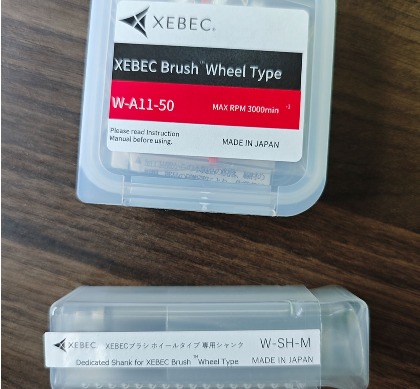 XEBEC®
XEBEC Brush™ Wheel Type
W-A11-50 MAX RPM 3000min⁻¹
Please read Instruction
Manual before using. MADE IN JAPAN
XEBEC. XEBECブラシ ホイールタイプ 専用シャンク W-SH-M
Dedicated Shank for XEBEC Brush™ Wheel Type MADE IN JAPAN